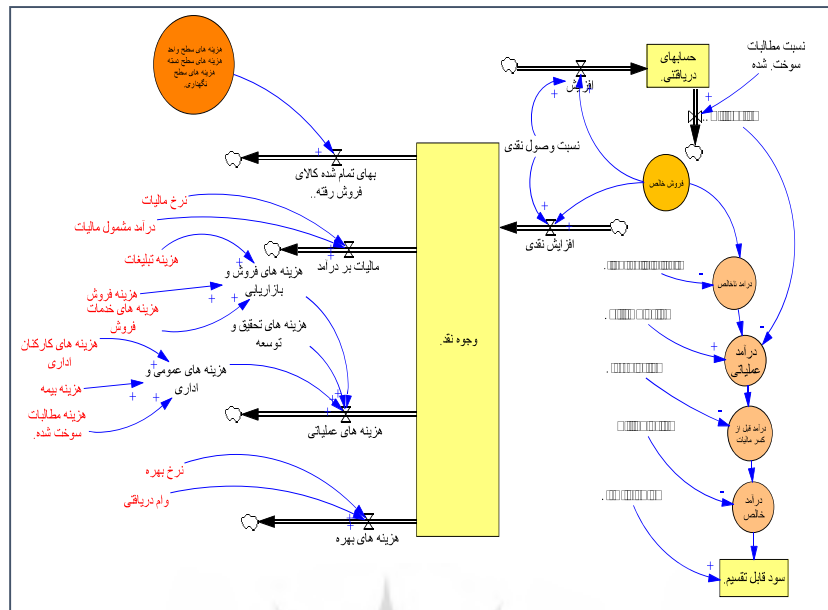 هزینه های سطح واحد
هزینه های سطح دسته
هزینه های سطح
نگهداری.
حسابهای
دریافتنی.
نسبت مطالبات
سوخت. شده
افزایش
نسبت وصول نقدی
فروش خالص
افزایش نقدی
بهای تمام شده کالای
فروش رفته..
نرخ مالیات
درآمد مشمول مالیات
مالیات بر درآمد
هزینه تبلیغات
هزینه های فروش و
بازاریابی
هزینه فروش
هزینه های خدمات
فروش
هزینه های تحقیق و
توسعه
هزینه های کارکنان
اداری
هزینه های عمومی و
اداری
هزینه بیمه
هزینه مطالبات
سوخت شده.
هزینه های عملیاتی
نرخ بهره
وام دریافتی
هزینه های بهره
وجوه نقد.
درآمد ناخالص
درآمد
عملیاتی
درآمد قبل از
کسر مالیات
درآمد
خالص
سود قابل تقسیم.